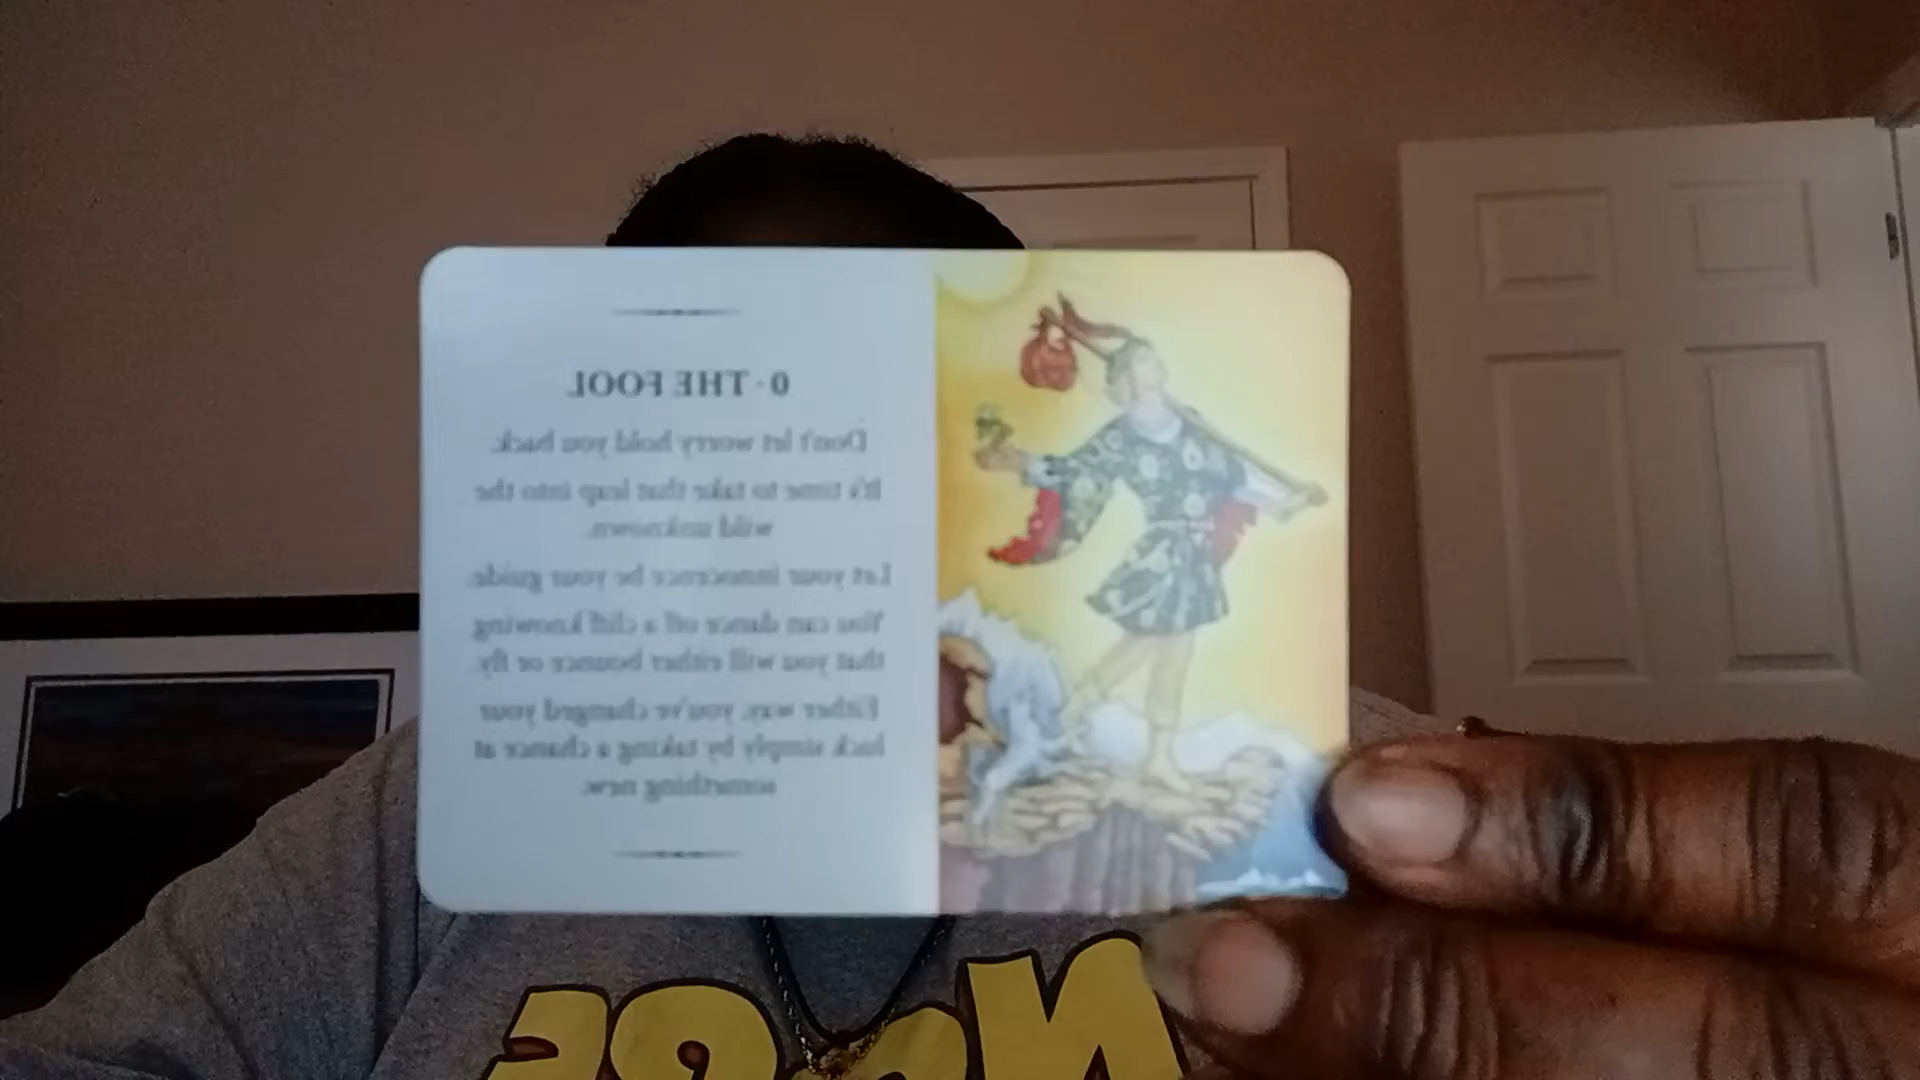 0 · THE FOOL
Don't let worry hold you back.
It's time to take that leap into the
wild unknown.
Let your innocence be your guide.
You can dance off a cliff knowing
that you will either bounce or fly.
Either way, you've changed your
luck simply by taking a chance at
something new.